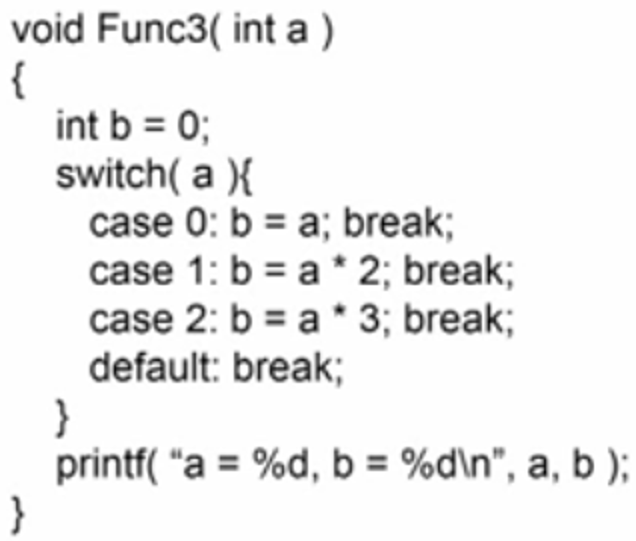 void Func3( int a )
{
int b = 0;
switch( a ){
case 0: b = a; break;
case 1: b = a * 2; break;
case 2: b = a * 3; break;
default: break;
}
printf( “a = %d, b = %d\n”, a, b );
}